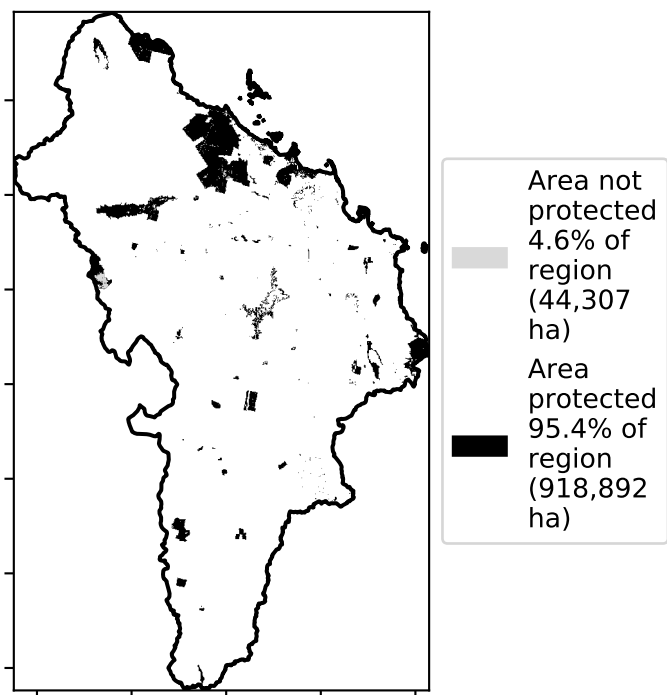 Area not
protected
4.6% of
region
(44,307
ha)
Area
protected
95.4% of
region
(918,892
ha)